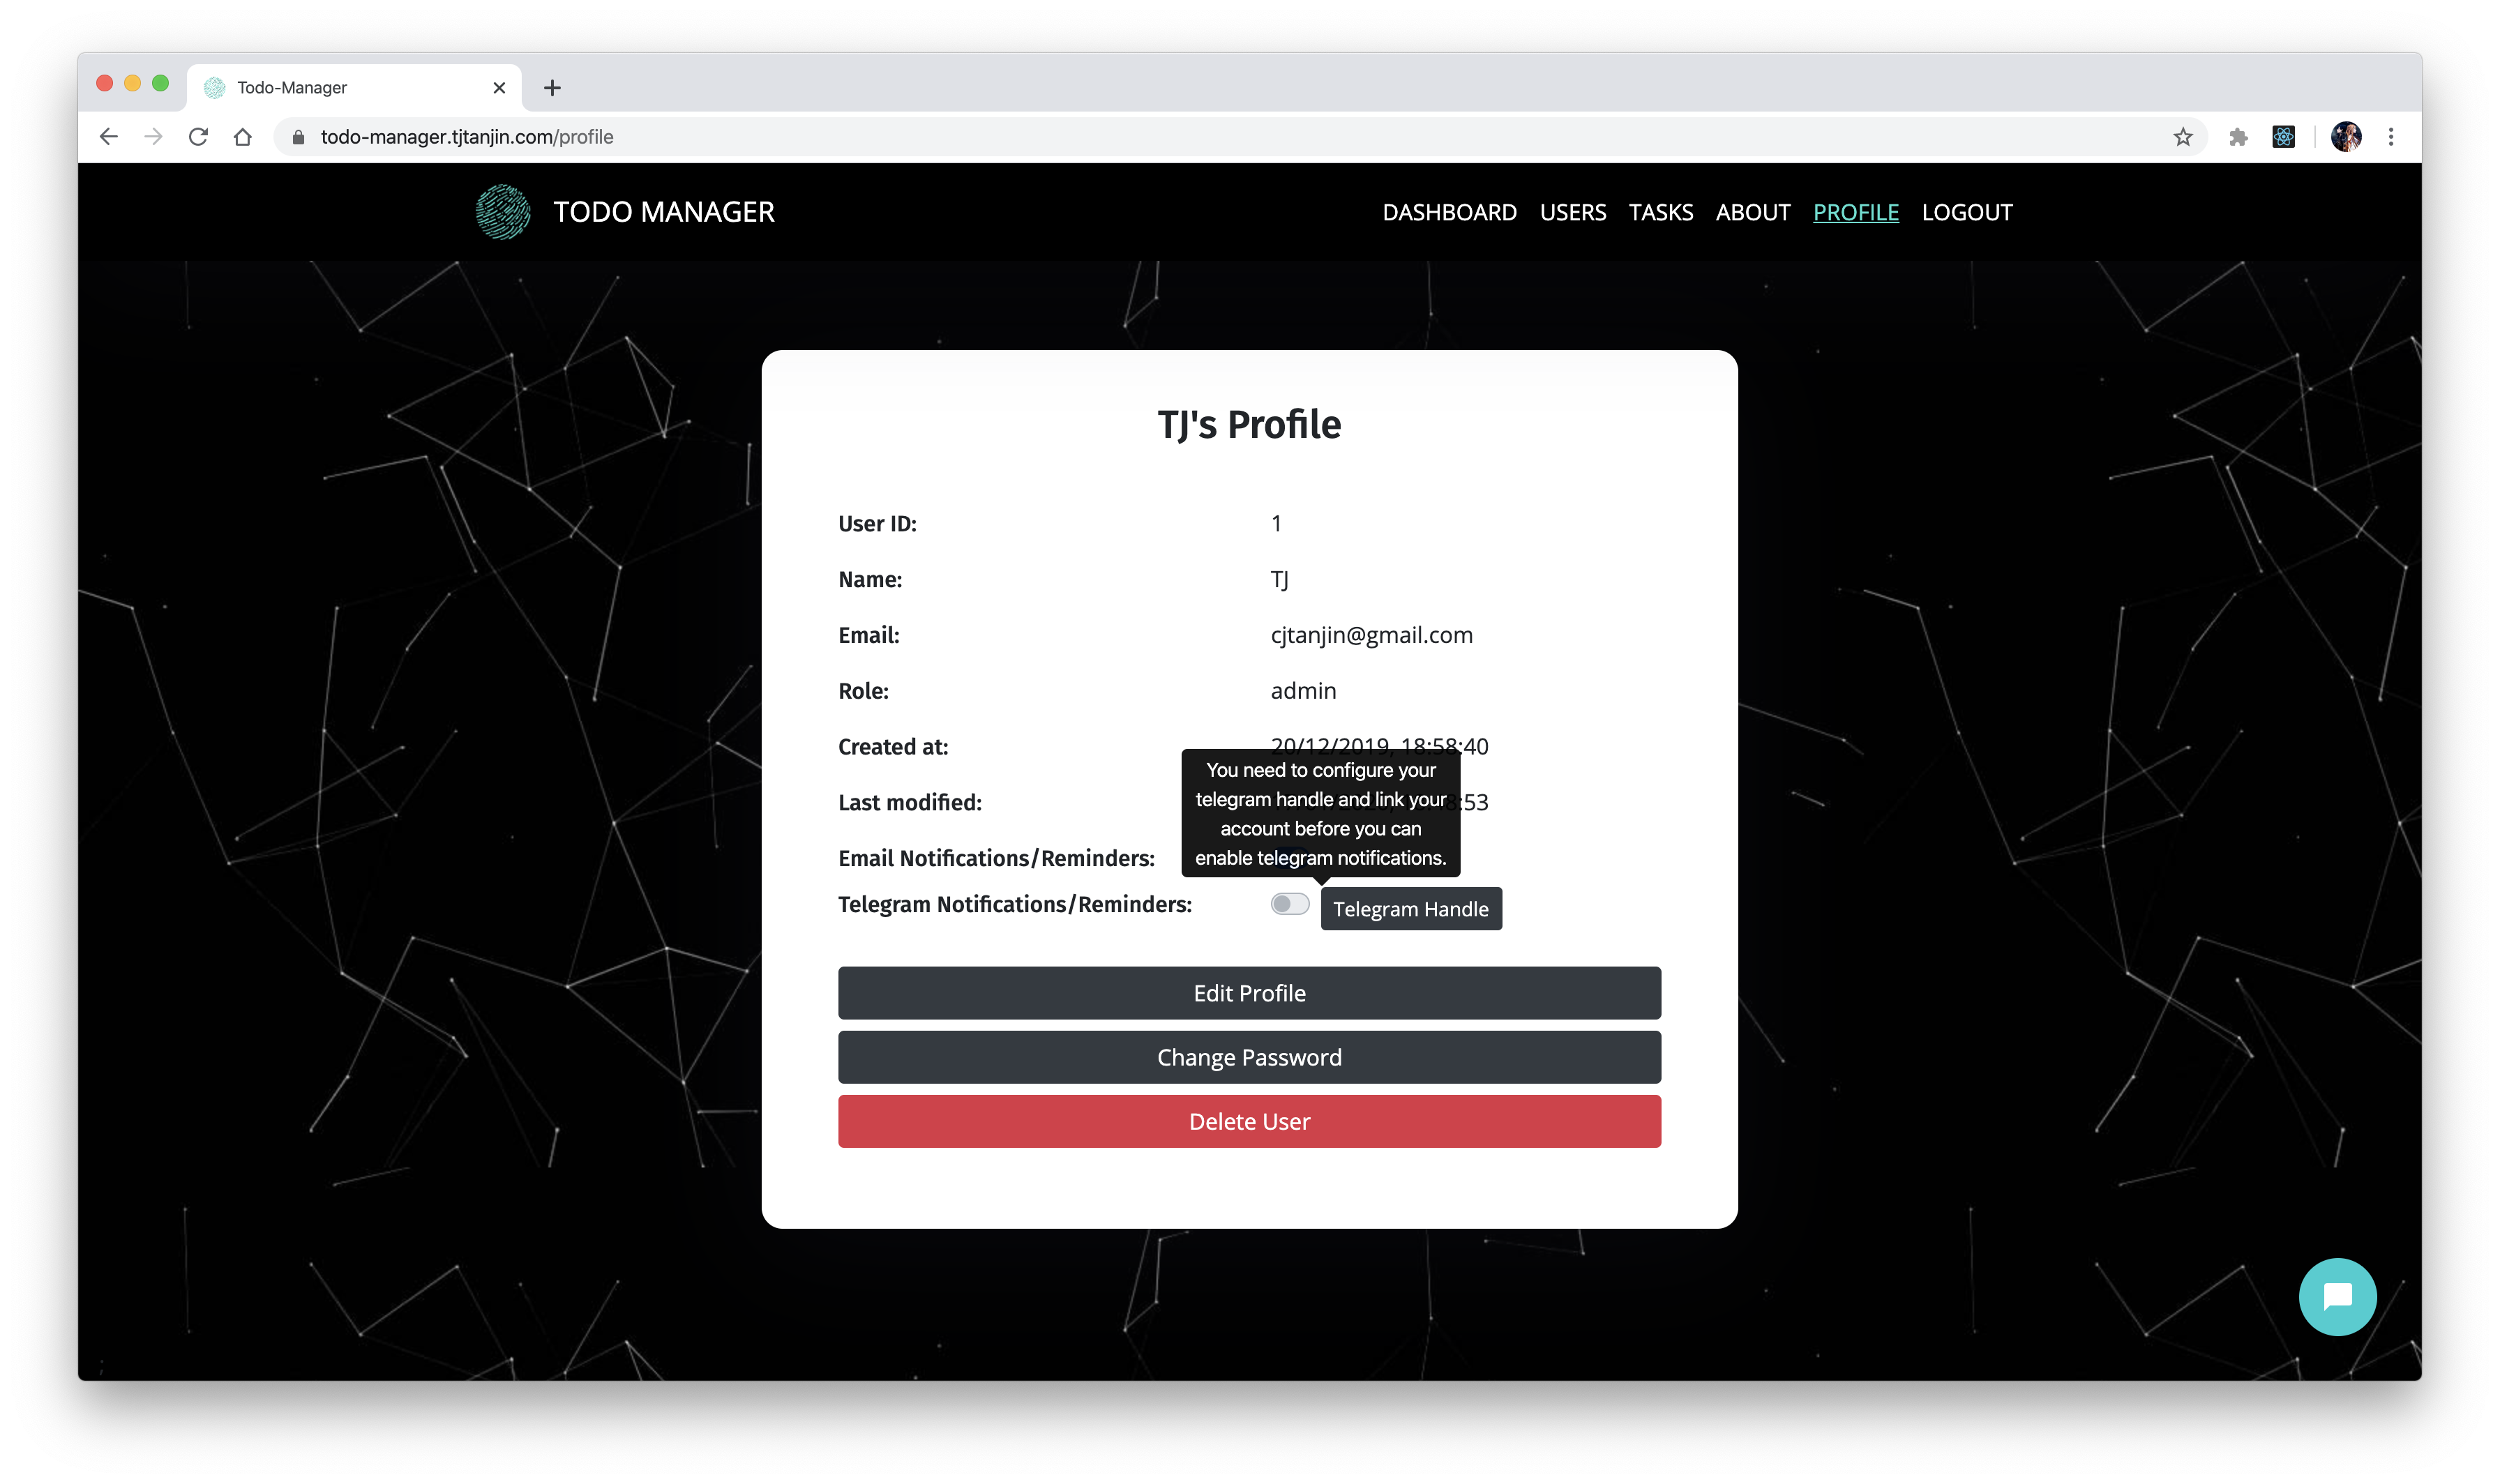 Todo-Manager
todo-manager.tjtanjin.com/profile
TODO MANAGER
DASHBOARD USERS TASKS ABOUT PROFILE LOGOUT
TJ's Profile
User ID: 1
Name: TJ
Email: cjtanjin@gmail.com
Role: admin
Created at: 20/12/2019, 18:58:40
Last modified: :53
You need to configure your
telegram handle and link your
account before you can
enable telegram notifications.
Email Notifications/Reminders:
Telegram Notifications/Reminders: Telegram Handle
Edit Profile
Change Password
Delete User